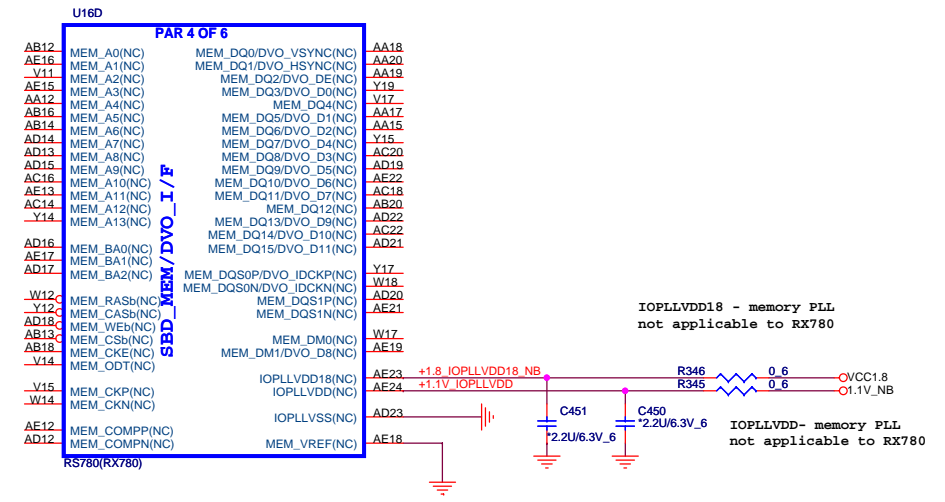 U16D
PAR 4 OF 6
AB12 MEM_A0(NC) MEM_DQ0/DVO_VSYNC(NC) AA18
AE16 MEM_A1(NC) MEM_DQ1/DVO_HSYNC(NC) AA20
V11 MEM_A2(NC) MEM_DQ2/DVO_DE(NC) AA19
AE15 MEM_A3(NC) MEM_DQ3/DVO_D0(NC) Y19
AA12 MEM_A4(NC) MEM_DQ4(NC) V17
AB16 MEM_A5(NC) MEM_DQ5/DVO_D1(NC) AA17
AB14 MEM_A6(NC) MEM_DQ6/DVO_D2(NC) AA15
AD14 MEM_A7(NC) MEM_DQ7/DVO_D4(NC) Y15
AD13 MEM_A8(NC) MEM_DQ8/DVO_D3(NC) AC20
AD15 MEM_A9(NC) MEM_DQ9/DVO_D5(NC) AD19
AC16 MEM_A10(NC) MEM_DQ10/DVO_D6(NC) AE22
AE13 MEM_A11(NC) MEM_DQ11/DVO_D7(NC) AC18
AC14 MEM_A12(NC) MEM_DQ12(NC) AB20
Y14 MEM_A13(NC) MEM_DQ13/DVO_D9(NC) AD22
MEM_DQ14/DVO_D10(NC) AC22
AD16 MEM_BA0(NC) MEM_DQ15/DVO_D11(NC) AD21
AE17 MEM_BA1(NC)
AD17 MEM_BA2(NC) MEM_DQS0P/DVO_IDCKP(NC) Y17
MEM_DQS0N/DVO_IDCKN(NC) W18
W12 MEM_RASb(NC) MEM_DQS1P(NC) AD20
Y12 MEM_CASb(NC) MEM_DQS1N(NC) AE21
AD18 MEM_WEb(NC)
AB13 MEM_CSb(NC) MEM_DM0(NC) W17
AB18 MEM_CKE(NC) MEM_DM1/DVO_D8(NC) AE19
V14 MEM_ODT(NC)
SBD_MEM/DVO_I/F
IOPLLVDD18 - memory PLL
not applicable to RX780
IOPLLVDD18(NC) AE23 +1.8_IOPLLVDD18_NB R346 0_6 VCC1.8
V15 MEM_CKP(NC) IOPLLVDD(NC) AE24 +1.1V_IOPLLVDD R345 0_6 1.1V_NB
W14 MEM_CKN(NC)
IOPLLVSS(NC) AD23
C451 *2.2U/6.3V_6
C450 *2.2U/6.3V_6
IOPLLVDD- memory PLL
not applicable to RX780
AE12 MEM_COMPP(NC)
AD12 MEM_COMPN(NC) MEM_VREF(NC) AE18
RS780(RX780)